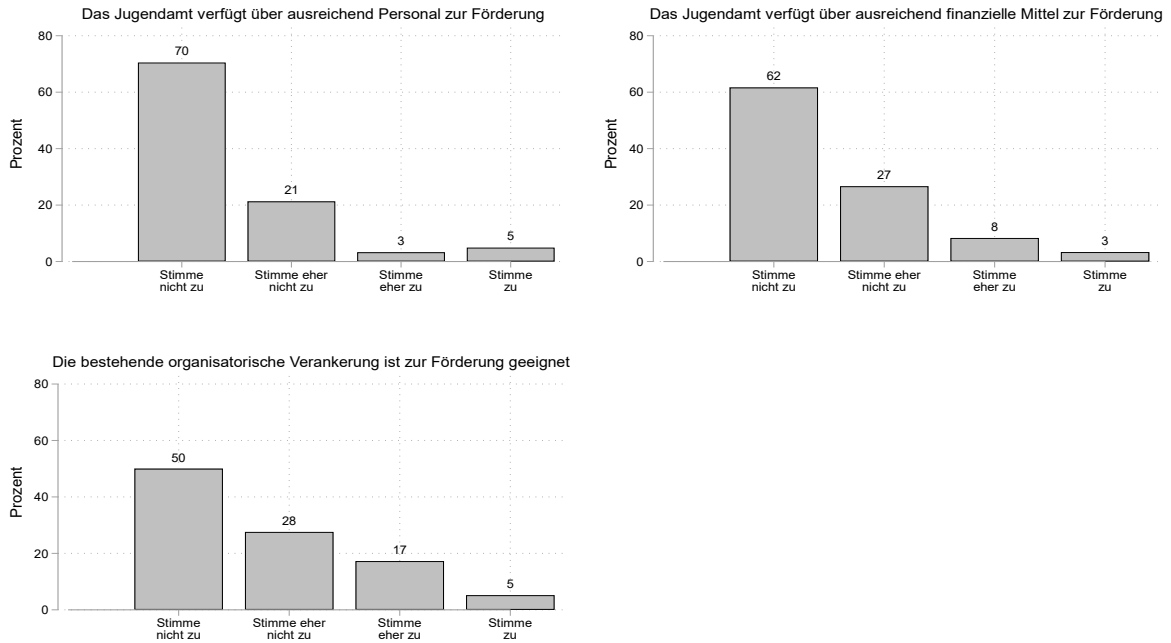 Das Jugendamt verfügt über ausreichend Personal zur Förderung
80
60
40
20
0
Prozent
70
21
3
5
Stimme
nicht zu
Stimme eher
nicht zu
Stimme
eher zu
Stimme
zu
Das Jugendamt verfügt über ausreichend finanzielle Mittel zur Förderung
80
60
40
20
0
Prozent
62
27
8
3
Stimme
nicht zu
Stimme eher
nicht zu
Stimme
eher zu
Stimme
zu
Die bestehende organisatorische Verankerung ist zur Förderung geeignet
80
60
40
20
0
Prozent
50
28
17
5
Stimme
nicht zu
Stimme eher
nicht zu
Stimme
eher zu
Stimme
zu